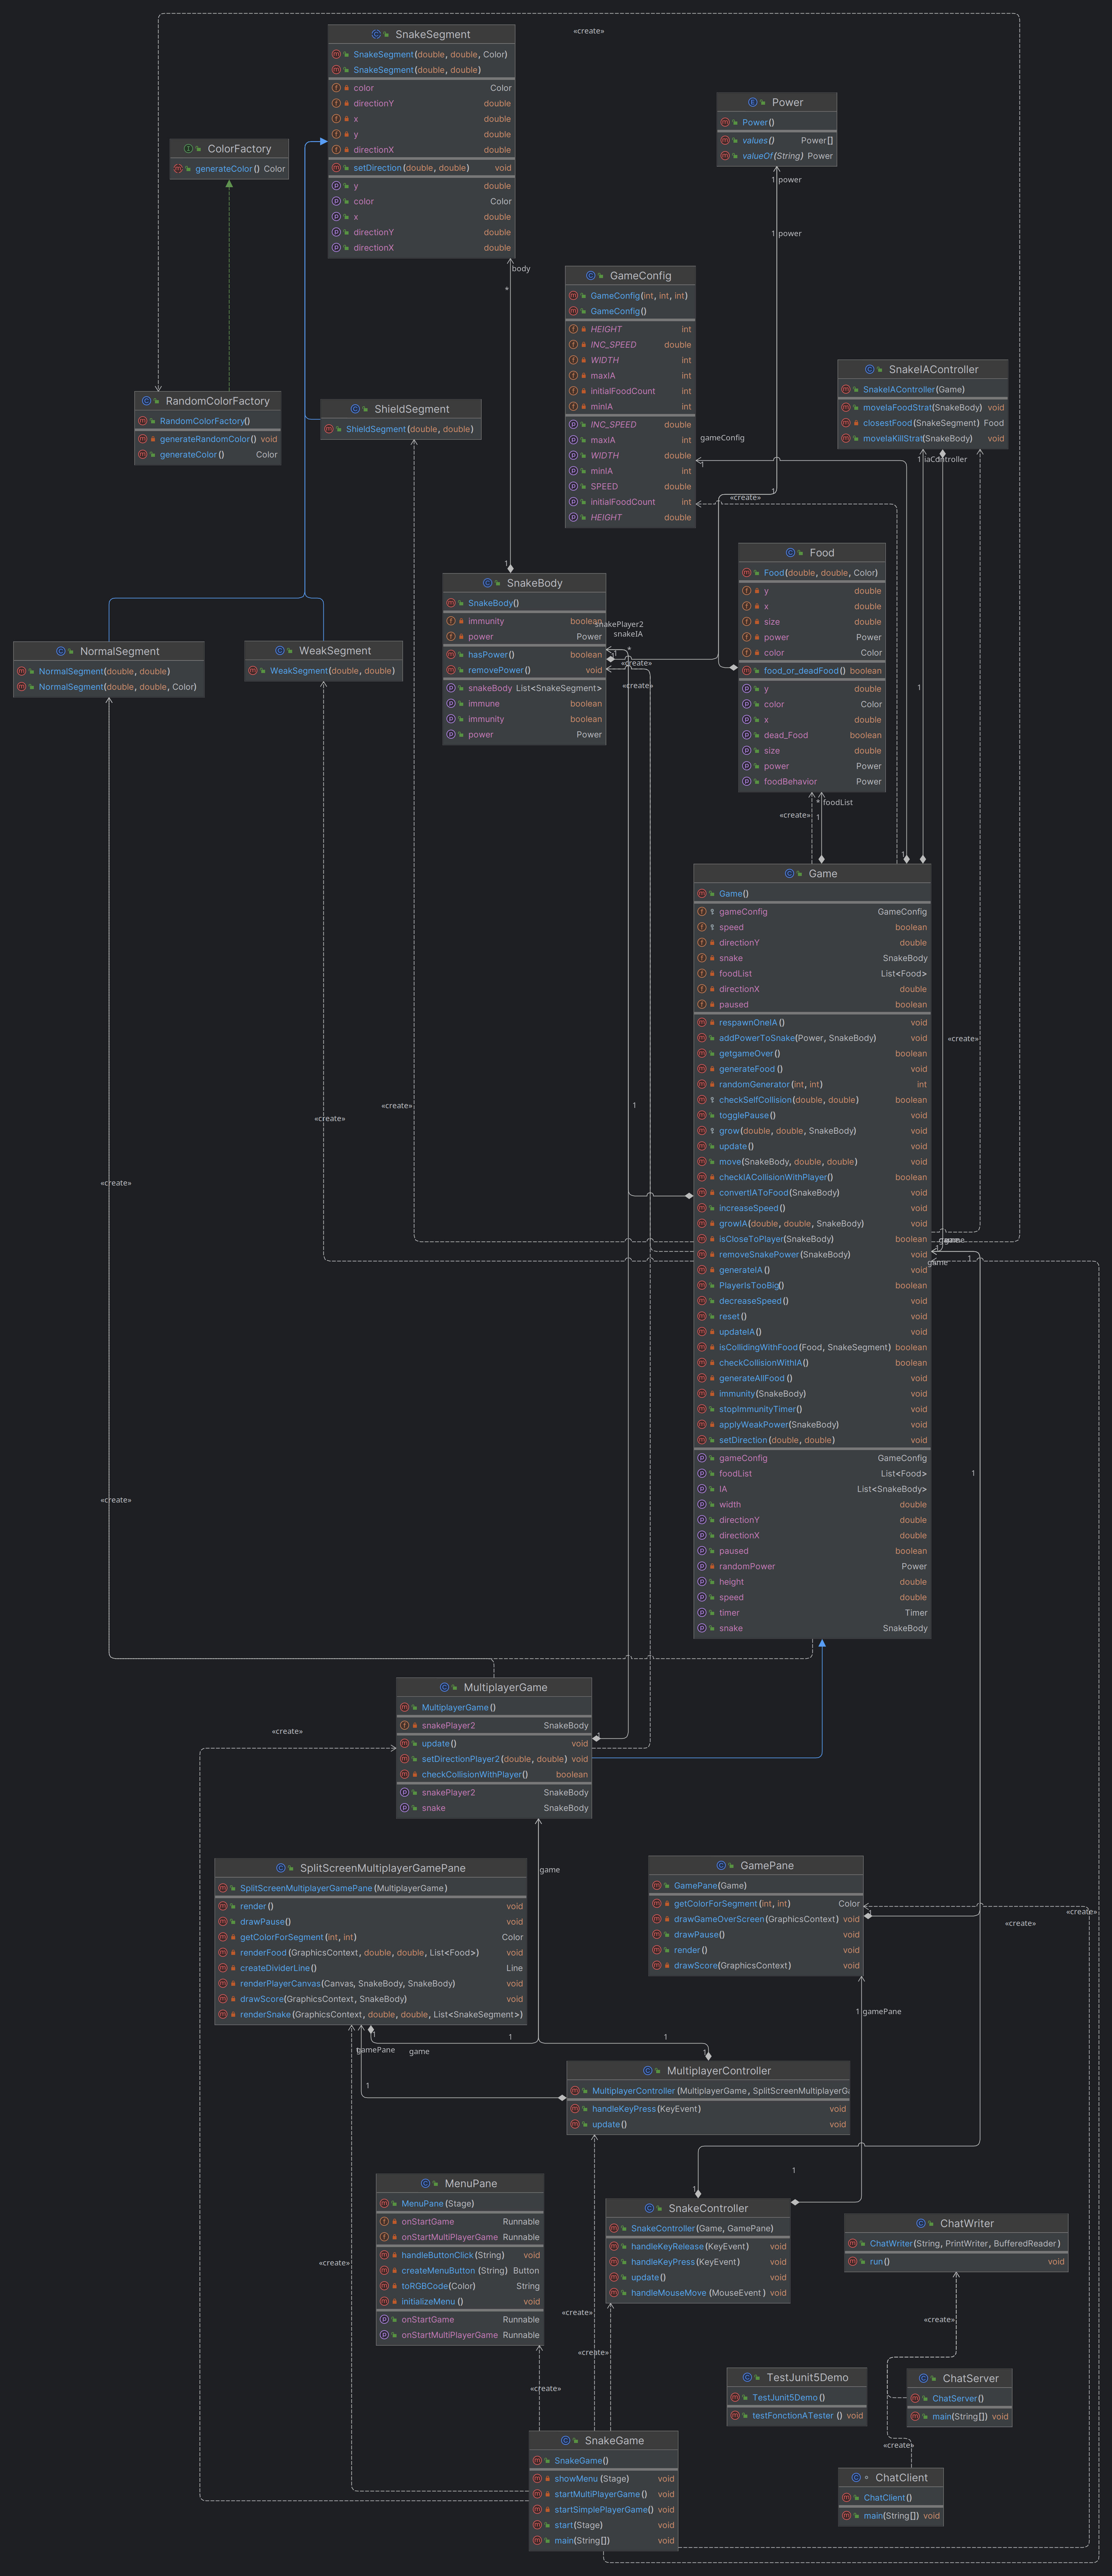 «create»
SnakeSegment
SnakeSegment(double, double, Color)
SnakeSegment(double, double)
color Color
directionY double
x double
y double
directionX double
setDirection(double, double) void
y double
color Color
x double
directionY double
directionX double
Power
Power()
values() Power[]
valueOf(String) Power
1 power
1 power
ColorFactory
generateColor() Color
body
*
GameConfig
GameConfig(int, int, int)
GameConfig()
HEIGHT int
INC_SPEED double
WIDTH int
maxIA int
initialFoodCount int
minIA int
INC_SPEED double
maxIA int
WIDTH double
minIA int
SPEED double
initialFoodCount int
HEIGHT double
SnakeIAController
SnakeIAController(Game)
moveIaFoodStrat(SnakeBody) void
closestFood(SnakeSegment) Food
moveIaKillStrat(SnakeBody) void
RandomColorFactory
RandomColorFactory()
generateRandomColor() void
generateColor() Color
ShieldSegment
ShieldSegment(double, double)
gameConfig
1
1 iaController
1
«create»
Food
Food(double, double, Color)
y double
x double
size double
power Power
color Color
food_or_deadFood() boolean
y double
color Color
x double
dead_Food boolean
size double
power Power
foodBehavior Power
1
SnakeBody
SnakeBody()
immunity boolean
power Power
hasPower() boolean
removePower() void
snakeBody List<SnakeSegment>
immune boolean
immunity boolean
power Power
snakePlayer2
snakeIA
*
1
«create»
«create»
NormalSegment
NormalSegment(double, double)
NormalSegment(double, double, Color)
WeakSegment
WeakSegment(double, double)
1
* foodList
«create» 1
1
Game
Game()
gameConfig GameConfig
speed boolean
directionY double
snake SnakeBody
foodList List<Food>
directionX double
paused boolean
respawnOneIA() void
addPowerToSnake(Power, SnakeBody) void
getgameOver() boolean
generateFood() void
randomGenerator(int, int) int
checkSelfCollision(double, double) boolean
togglePause() void
grow(double, double, SnakeBody) void
update() void
move(SnakeBody, double, double) void
checkIACollisionWithPlayer() boolean
convertIAToFood(SnakeBody) void
increaseSpeed() void
growIA(double, double, SnakeBody) void
isCloseToPlayer(SnakeBody) boolean
removeSnakePower(SnakeBody) void
generateIA() void
PlayerIsTooBig() boolean
decreaseSpeed() void
reset() void
updateIA() void
isCollidingWithFood(Food, SnakeSegment) boolean
checkCollisionWithIA() boolean
generateAllFood() void
immunity(SnakeBody) void
stopImmunityTimer() void
applyWeakPower(SnakeBody) void
setDirection(double, double) void
gameConfig GameConfig
foodList List<Food>
IA List<SnakeBody>
width double
directionY double
directionX double
paused boolean
randomPower Power
height double
speed double
timer Timer
snake SnakeBody
«create»
«create»
«create»
1
«create»
game
1
game
1
«create»
1
MultiplayerGame
MultiplayerGame()
snakePlayer2 SnakeBody
update() void
setDirectionPlayer2(double, double) void
checkCollisionWithPlayer() boolean
snakePlayer2 SnakeBody
snake SnakeBody
«create»
1
game
SplitScreenMultiplayerGamePane
SplitScreenMultiplayerGamePane(MultiplayerGame)
render() void
drawPause() void
getColorForSegment(int, int) Color
renderFood(GraphicsContext, double, double, List<Food>) void
createDividerLine() Line
renderPlayerCanvas(Canvas, SnakeBody, SnakeBody) void
drawScore(GraphicsContext, SnakeBody) void
renderSnake(GraphicsContext, double, double, List<SnakeSegment>) void
GamePane
GamePane(Game)
getColorForSegment(int, int) Color
drawGameOverScreen(GraphicsContext) void
drawPause() void
render() void
drawScore(GraphicsContext) void
«create»
«create»
1 gamePane
1
gamePane
game
1
1
1
1
MultiplayerController
MultiplayerController(MultiplayerGame, SplitScreenMultiplayerGa
handleKeyPress(KeyEvent) void
update() void
1
1
MenuPane
MenuPane(Stage)
onStartGame Runnable
onStartMultiPlayerGame Runnable
handleButtonClick(String) void
createMenuButton(String) Button
toRGBCode(Color) String
initializeMenu() void
onStartGame Runnable
onStartMultiPlayerGame Runnable
SnakeController
SnakeController(Game, GamePane)
handleKeyRelease(KeyEvent) void
handleKeyPress(KeyEvent) void
update() void
handleMouseMove(MouseEvent) void
ChatWriter
ChatWriter(String, PrintWriter, BufferedReader)
run() void
«create»
«create»
«create»
«create»
«create»
TestJunit5Demo
TestJunit5Demo()
testFonctionATester() void
ChatServer
ChatServer()
main(String[]) void
«create»
SnakeGame
SnakeGame()
showMenu(Stage) void
startMultiPlayerGame() void
startSimplePlayerGame() void
start(Stage) void
main(String[]) void
ChatClient
ChatClient()
main(String[]) void